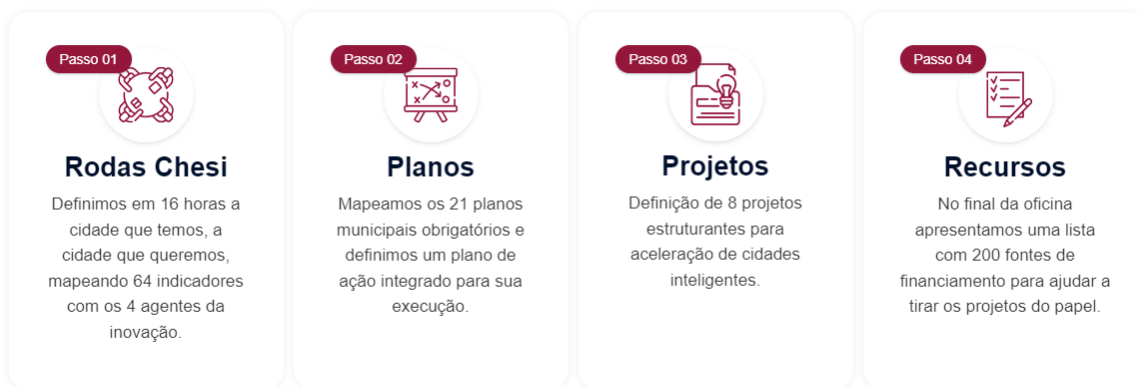 Passo 01
Rodas Chesi
Definimos em 16 horas a
cidade que temos, a
cidade que queremos,
mapeando 64 indicadores
com os 4 agentes da
inovação.
Passo 02
Planos
Mapeamos os 21 planos
municipais obrigatórios e
definimos um plano de
ação integrado para sua
execução.
Passo 03
Projetos
Definição de 8 projetos
estruturantes para
aceleração de cidades
inteligentes.
Passo 04
Recursos
No final da oficina
apresentamos uma lista
com 200 fontes de
financiamento para ajudar a
tirar os projetos do papel.